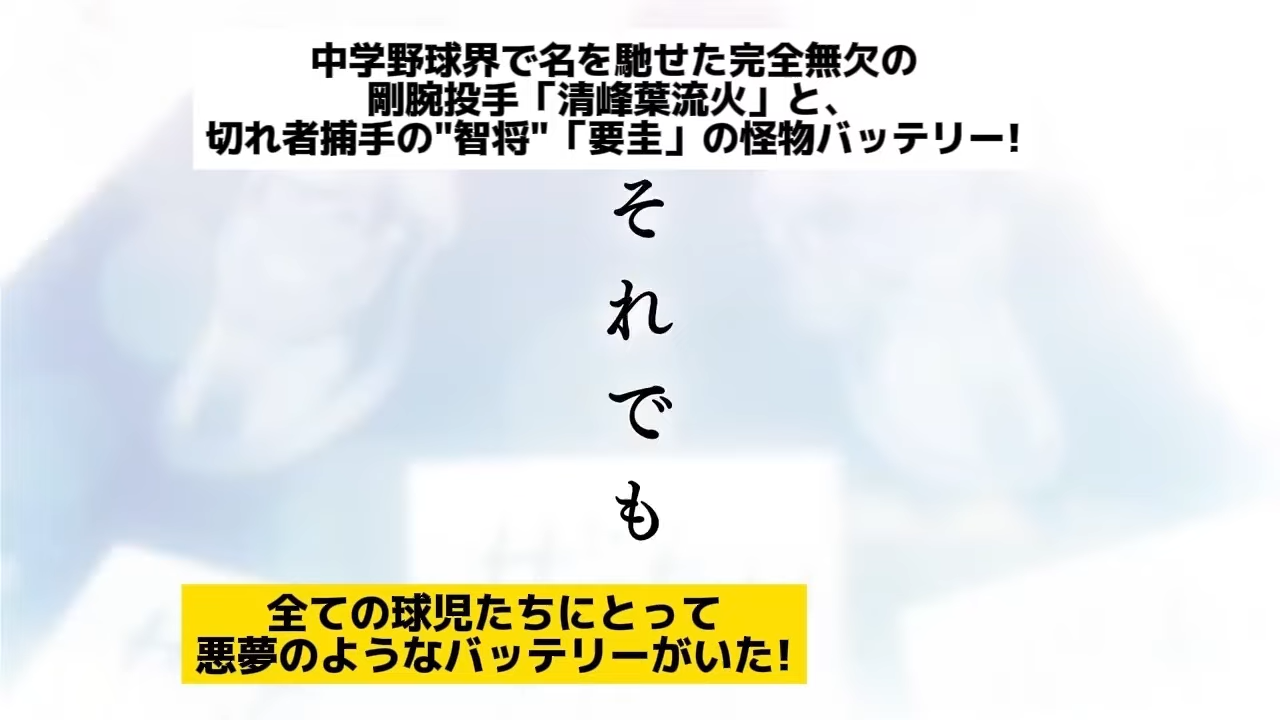 中学野球界で名を馳せた完全無欠の
剛腕投手「清峰葉流火」と、
切れ者捕手の"智将"「要圭」の怪物バッテリー!
それでも
全ての球児たちにとって
悪夢のようなバッテリーがいた!